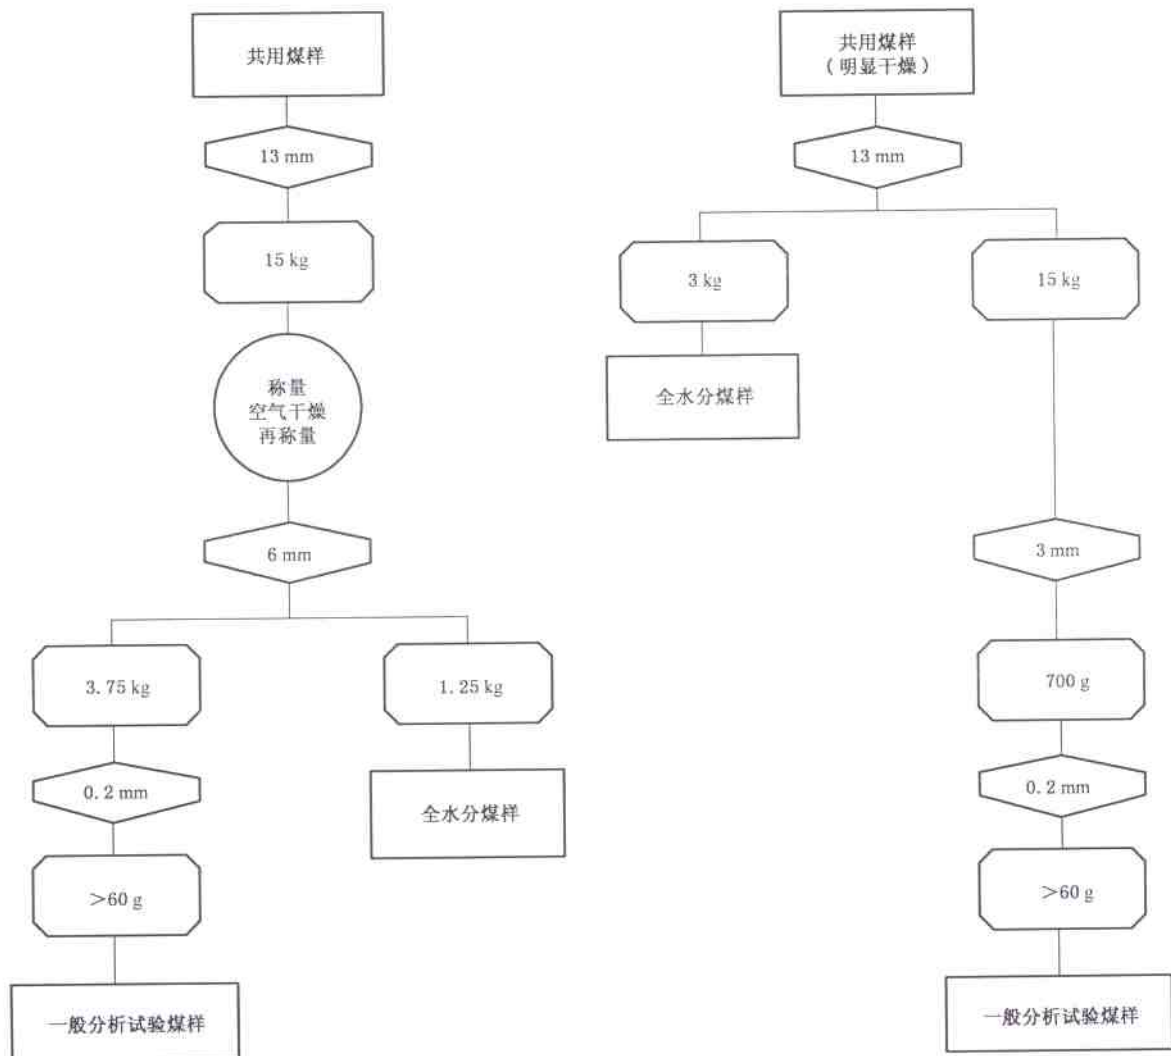 共用煤样
13 mm
15 kg
称量
空气干燥
再称量
6 mm
3.75 kg
1.25 kg
0.2 mm
全水分煤样
>60 g
一般分析试验煤样
共用煤样
（明显干燥）
13 mm
3 kg
15 kg
全水分煤样
3 mm
700 g
0.2 mm
>60 g
一般分析试验煤样